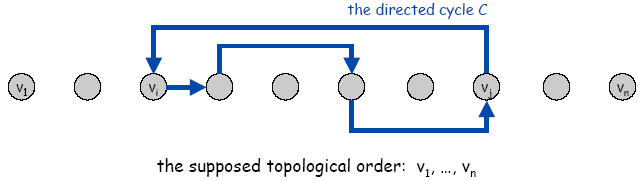 the directed cycle C
v₁ vᵢ vⱼ vₙ
the supposed topological order: v₁, …, vₙ